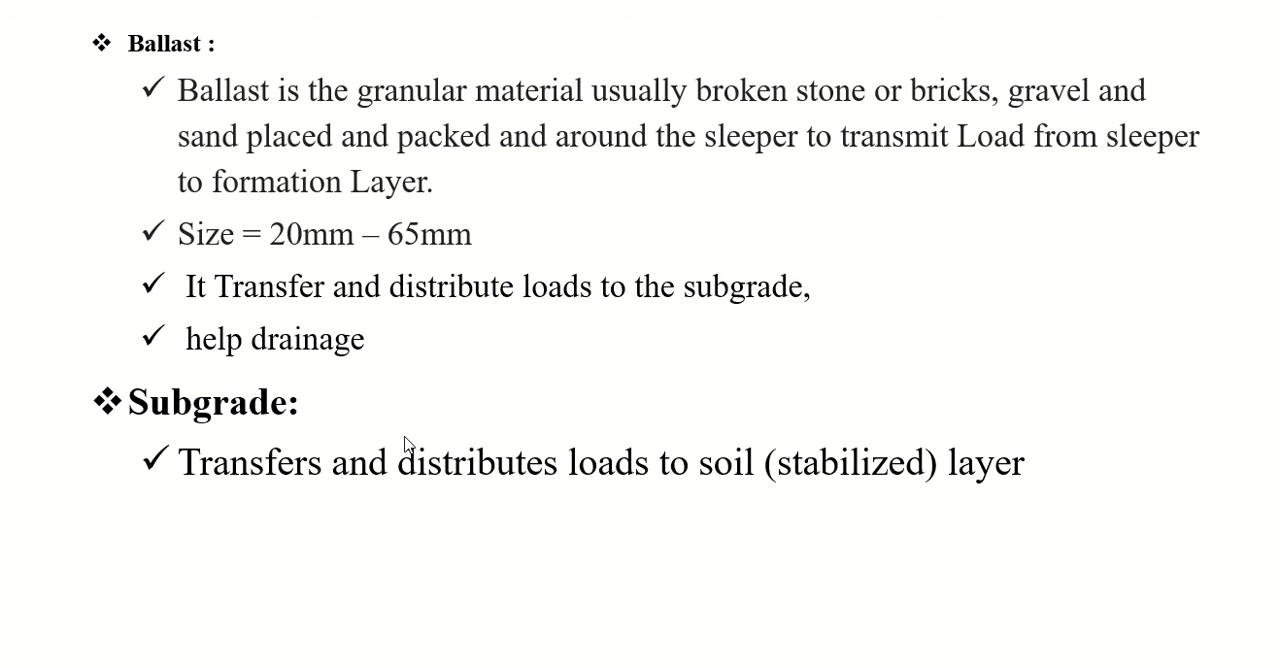 ❖ Ballast :
✓ Ballast is the granular material usually broken stone or bricks, gravel and
sand placed and packed and around the sleeper to transmit Load from sleeper
to formation Layer.
✓ Size = 20mm – 65mm
✓ It Transfer and distribute loads to the subgrade,
✓ help drainage
❖ Subgrade:
✓ Transfers and distributes loads to soil (stabilized) layer